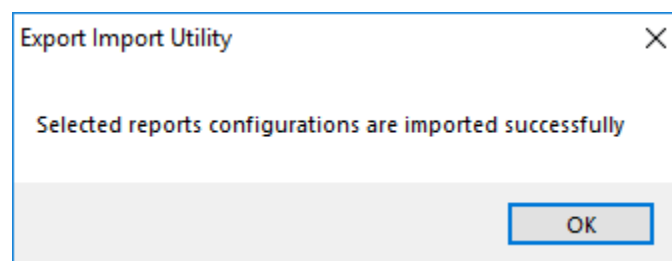 Export Import Utility
Selected reports configurations are imported successfully
OK